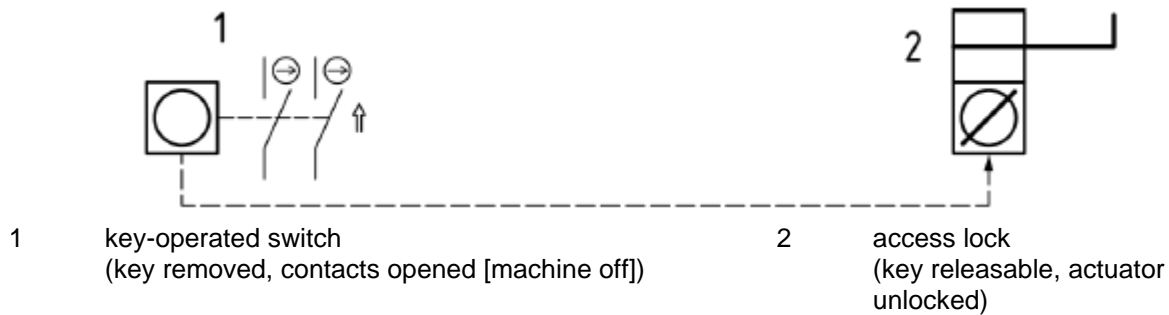 1
2
1 key-operated switch
(key removed, contacts opened [machine off])
2 access lock
(key releasable, actuator
unlocked)